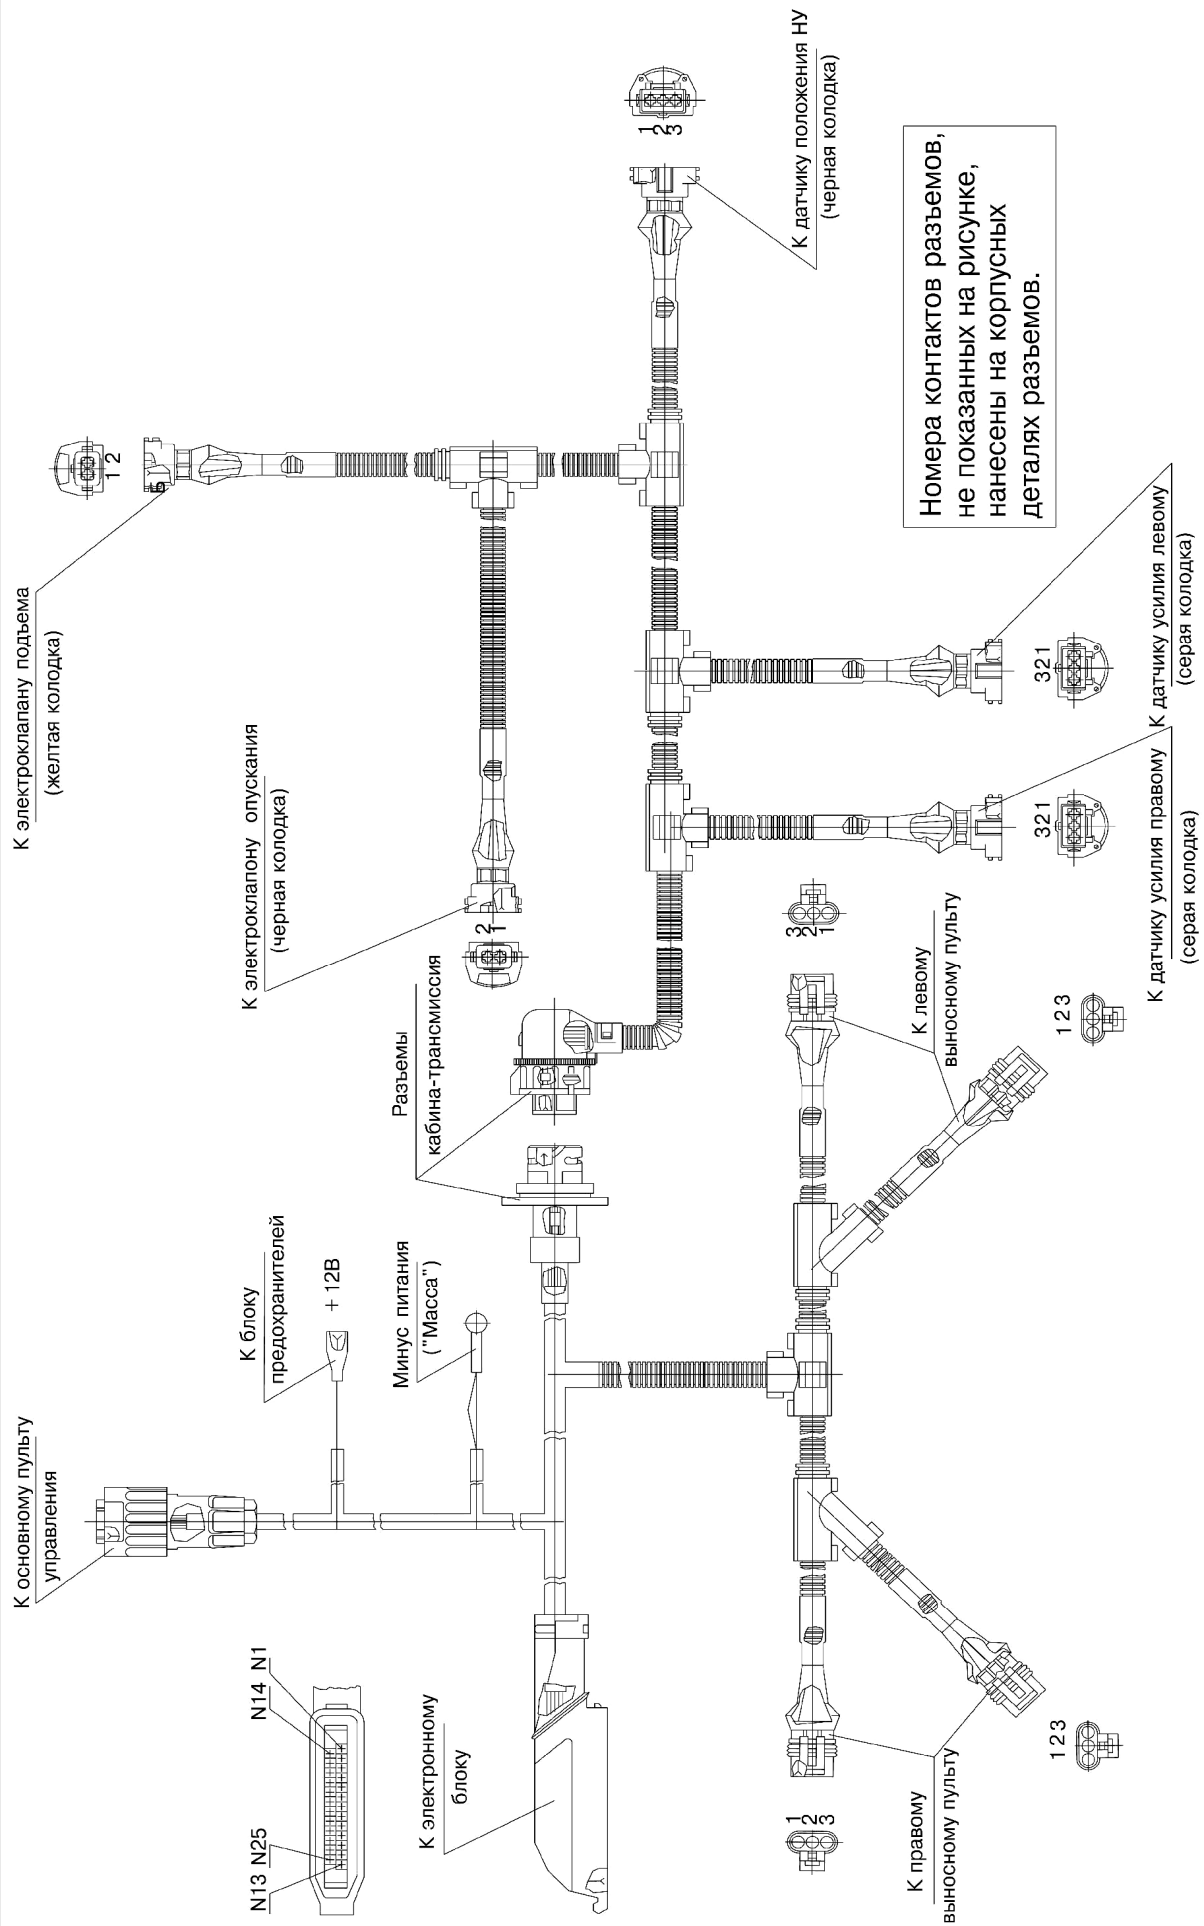 К основному пульту
управления
К блоку
предохранителей
+ 12В
Минус питания
("Масса")
Разъемы
кабина-трансмиссия
К электроклапану подъема
(желтая колодка)
1 2
К электроклапону опускания
(черная колодка)
2
1
К датчику положения НУ
(черная колодка)
1
2
3
Номера контактов разъемов,
не показанных на рисунке,
нанесены на корпусных
деталях разъемов.
N13 N25
N14 N1
К электронному
блоку
К правому
выносному пульту
1
2
3
1 2 3
К левому
выносному пульту
3
2
1
1 2 3
К датчику усилия правому
(серая колодка)
321
К датчику усилия левому
(серая колодка)
321